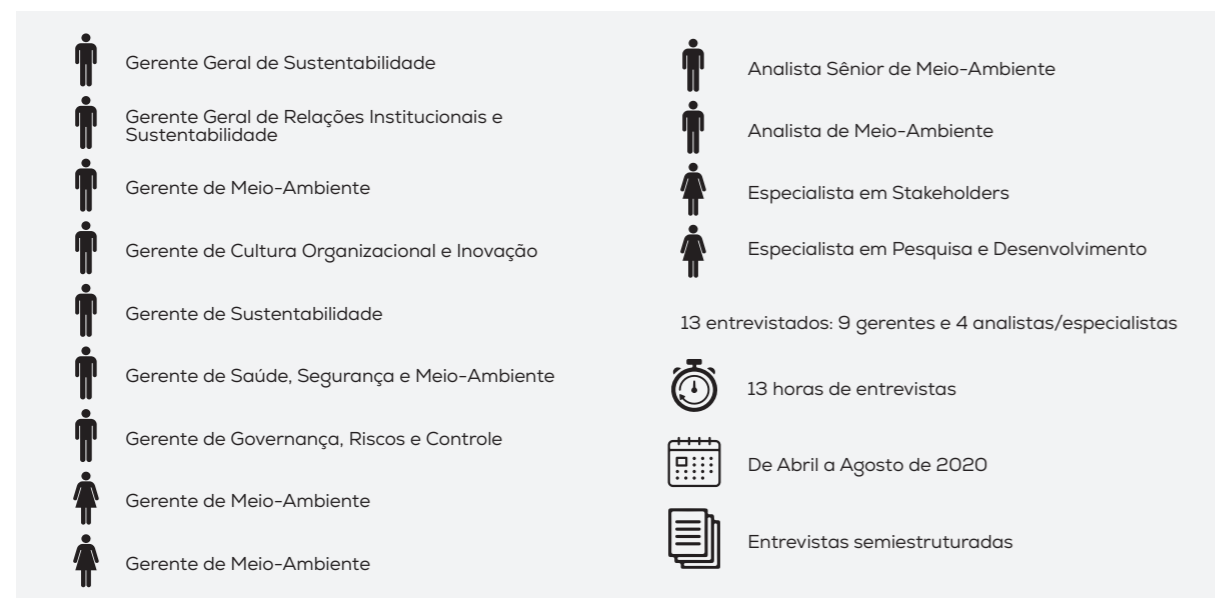 Gerente Geral de Sustentabilidade
Gerente Geral de Relações Institucionais e
Sustentabilidade
Gerente de Meio-Ambiente
Gerente de Cultura Organizacional e Inovação
Gerente de Sustentabilidade
Gerente de Saúde, Segurança e Meio-Ambiente
Gerente de Governança, Riscos e Controle
Gerente de Meio-Ambiente
Gerente de Meio-Ambiente
Analista Sênior de Meio-Ambiente
Analista de Meio-Ambiente
Especialista em Stakeholders
Especialista em Pesquisa e Desenvolvimento
13 entrevistados: 9 gerentes e 4 analistas/especialistas
13 horas de entrevistas
De Abril a Agosto de 2020
Entrevistas semiestruturadas